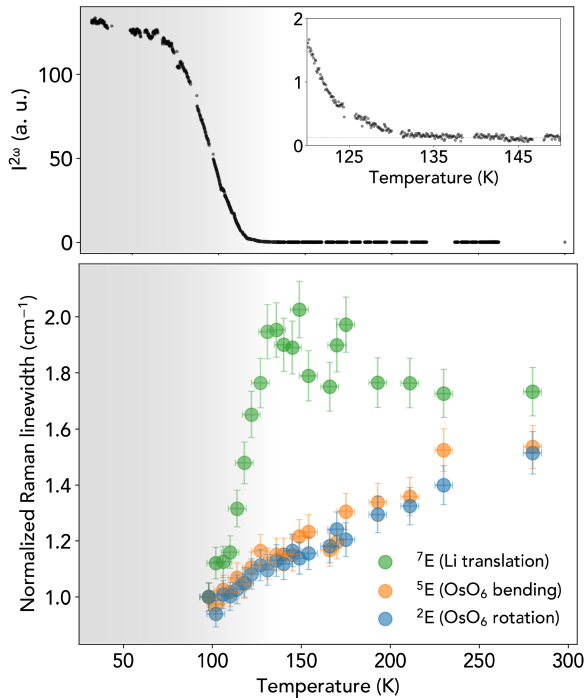 I²ω (a. u.)
100
50
0
2
1
0
125 135 145
Temperature (K)
Normalized Raman linewidth (cm⁻¹)
2.0
1.8
1.6
1.4
1.2
1.0
⁷E (Li translation)
⁵E (OsO₆ bending)
²E (OsO₆ rotation)
50 100 150 200 250 300
Temperature (K)